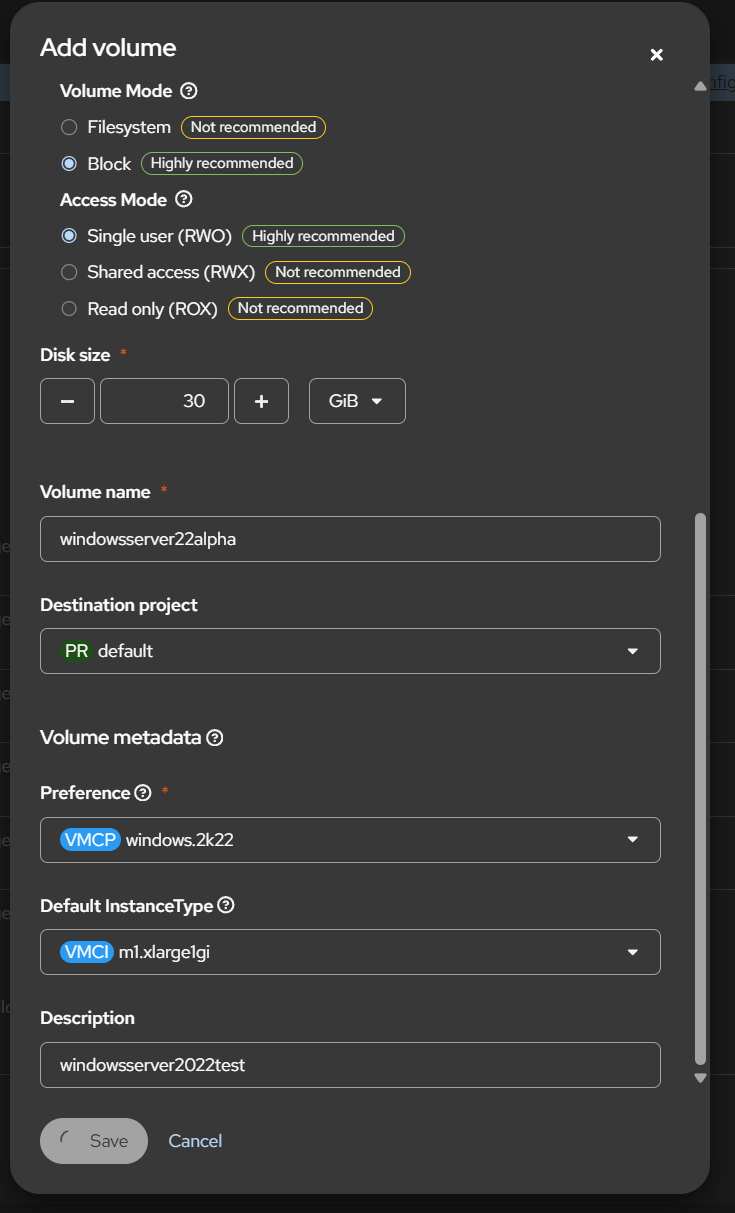 Add volume
Volume Mode
Filesystem Not recommended
Block Highly recommended
Access Mode
Single user (RWO) Highly recommended
Shared access (RWX) Not recommended
Read only (ROX) Not recommended
Disk size *
30 GiB
Volume name *
windowsserver22alpha
Destination project
PR default
Volume metadata
Preference *
VMCP windows.2k22
Default InstanceType
VMCI m1.xlarge1gi
Description
windowsserver2022test
Save Cancel